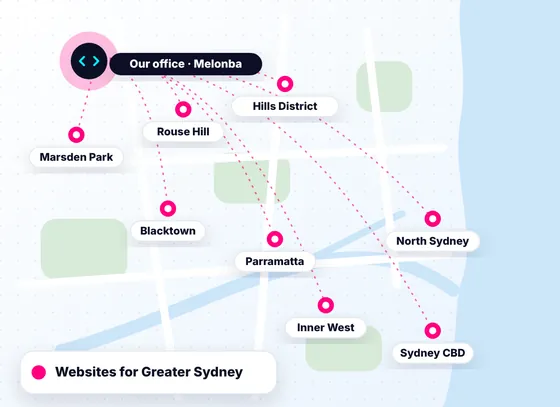 Our office · Melonba
Hills District
Rouse Hill
Marsden Park
Blacktown
North Sydney
Parramatta
Inner West
Sydney CBD
Websites for Greater Sydney